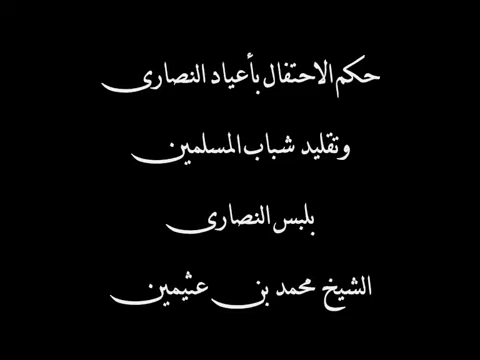 حكم الاحتفال بأعياد النصارى
وتقليد شباب المسلمين
بلبس النصارى
الشيخ محمد بن عثيمين